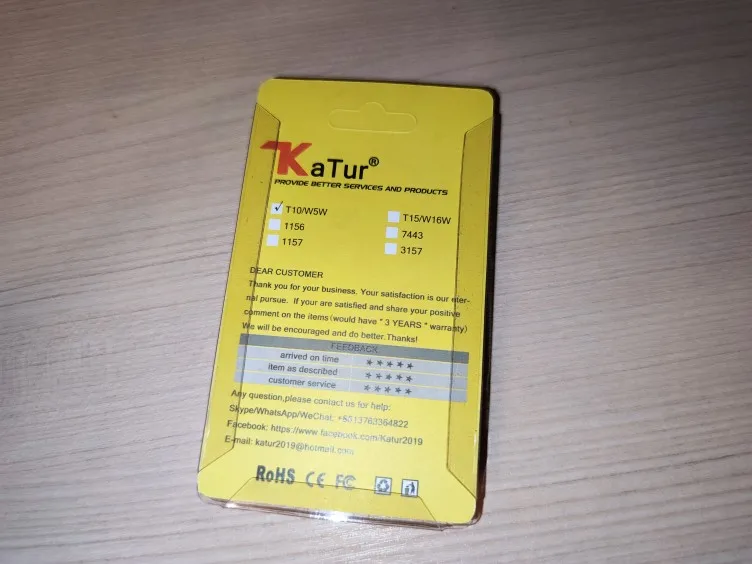 KaTur®
PROVIDE BETTER SERVICES AND PRODUCTS
✓ T10/W5W T15/W16W
1156 7443
1157 3157
DEAR CUSTOMER
Thank you for your business. Your satisfaction is our eter-
nal pursue. If your are satisfied and share your positive
comment on the items(would have " 3 YEARS " warranty)
We will be encouraged and do better.Thanks!
FEEDBACK
arrived on time ★★★★★
item as described ★★★★★
customer service ★★★★★
Any question,please contact us for help:
Skype/WhatsApp/WeChat: +8613763364822
Facebook: https://www.facebook.com/Katur2019
E-mail: katur2019@hotmail.com
RoHS CE FC